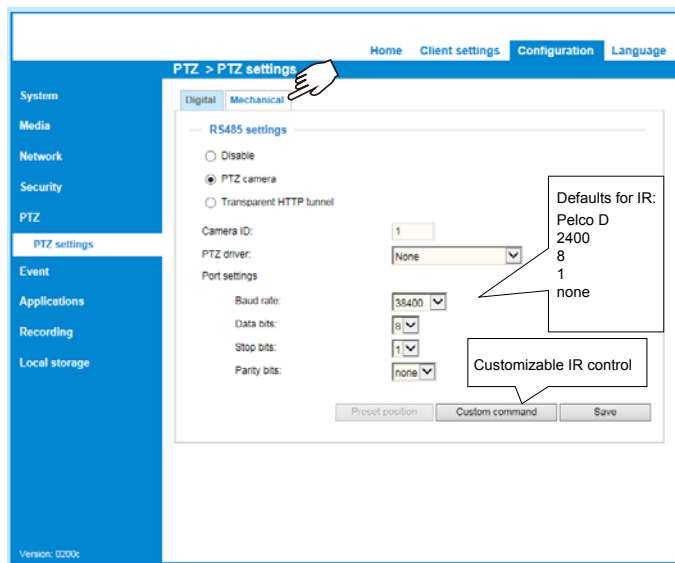 Home Client settings Configuration Language
PTZ > PTZ settings
System
Media
Network
Security
PTZ
PTZ settings
Event
Applications
Recording
Local storage
Version: 0200c
Digital Mechanical
RS485 settings
Disable
PTZ camera
Transparent HTTP tunnel
Camera ID: 1
PTZ driver: None
Port settings
Baud rate: 38400
Data bits: 8
Stop bits: 1
Parity bits: none
Preset position Custom command Save
Defaults for IR:
Pelco D
2400
8
1
none
Customizable IR control